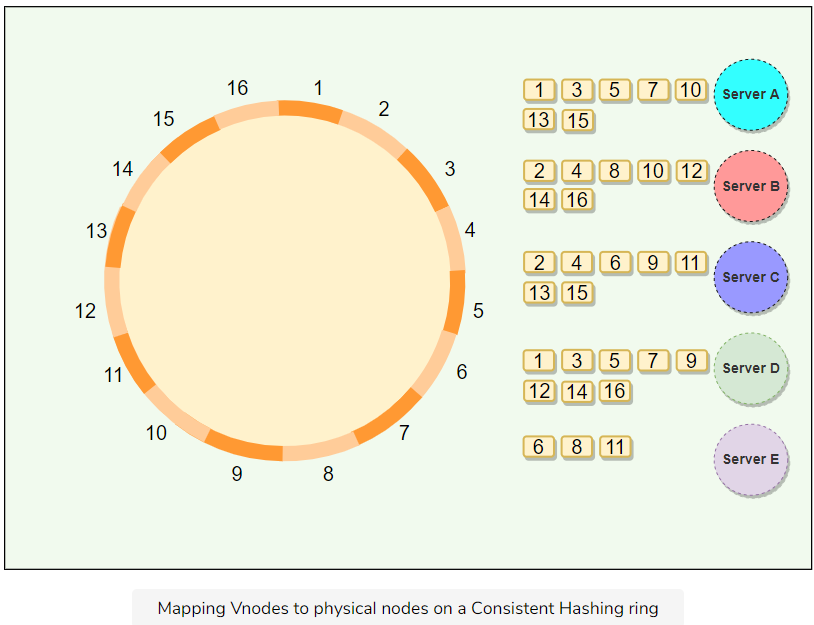 16 1
15 2
14 3
13 4
12 5
11 6
10 7
9 8
1 3 5 7 10
13 15
Server A
2 4 8 10 12
14 16
Server B
2 4 6 9 11
13 15
Server C
1 3 5 7 9
12 14 16
Server D
6 8 11
Server E
Mapping Vnodes to physical nodes on a Consistent Hashing ring